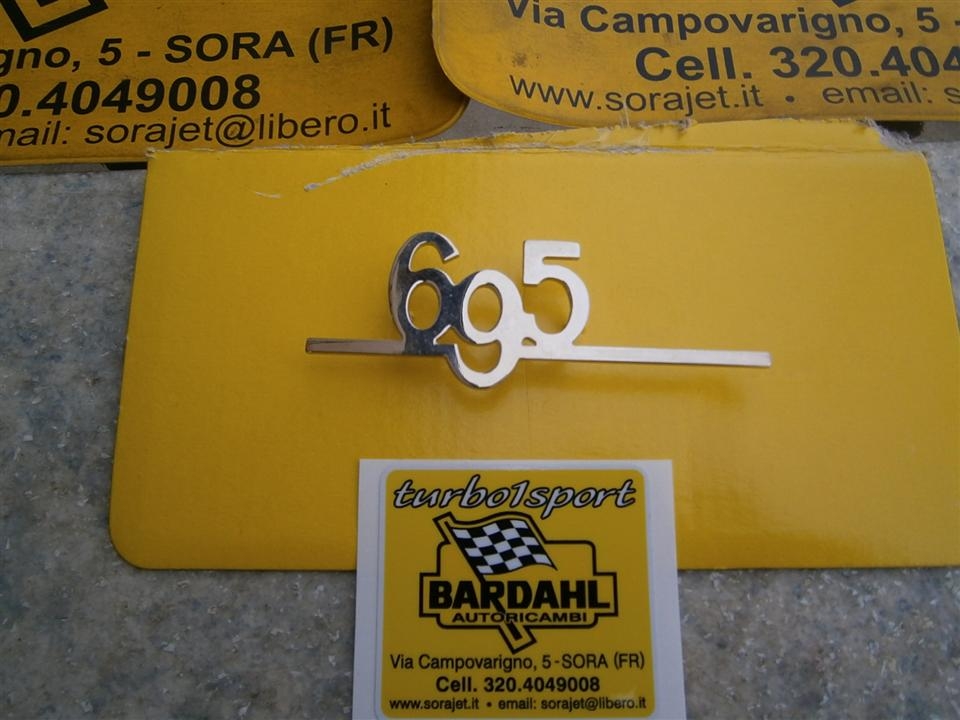 gno, 5 - SORA (FR)
0.4049008
email: sorajet@libero.it
Via Campovarigno, 5
Cell. 320.404
www.sorajet.it • email: s
695
turbo1sport
BARDAHL
AUTORICAMBI
Via Campovarigno, 5-SORA (FR)
Cell. 320.4049008
www.sorajet.it • email: sorajet@libero.it